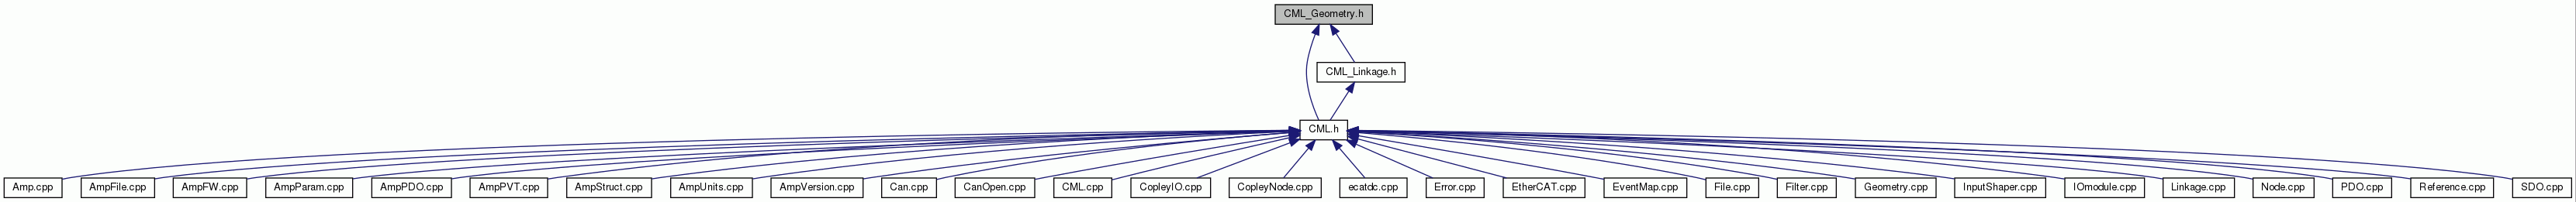 CML_Geometry.h
CML_Linkage.h
CML.h
Amp.cpp AmpFile.cpp AmpFW.cpp AmpParam.cpp AmpPDO.cpp AmpPVT.cpp AmpStruct.cpp AmpUnits.cpp AmpVersion.cpp Can.cpp CanOpen.cpp CML.cpp CopleyIO.cpp CopleyNode.cpp ecatdc.cpp Error.cpp EtherCAT.cpp EventMap.cpp File.cpp Filter.cpp Geometry.cpp InputShaper.cpp IOmodule.cpp Linkage.cpp Node.cpp PDO.cpp Reference.cpp SDO.cpp